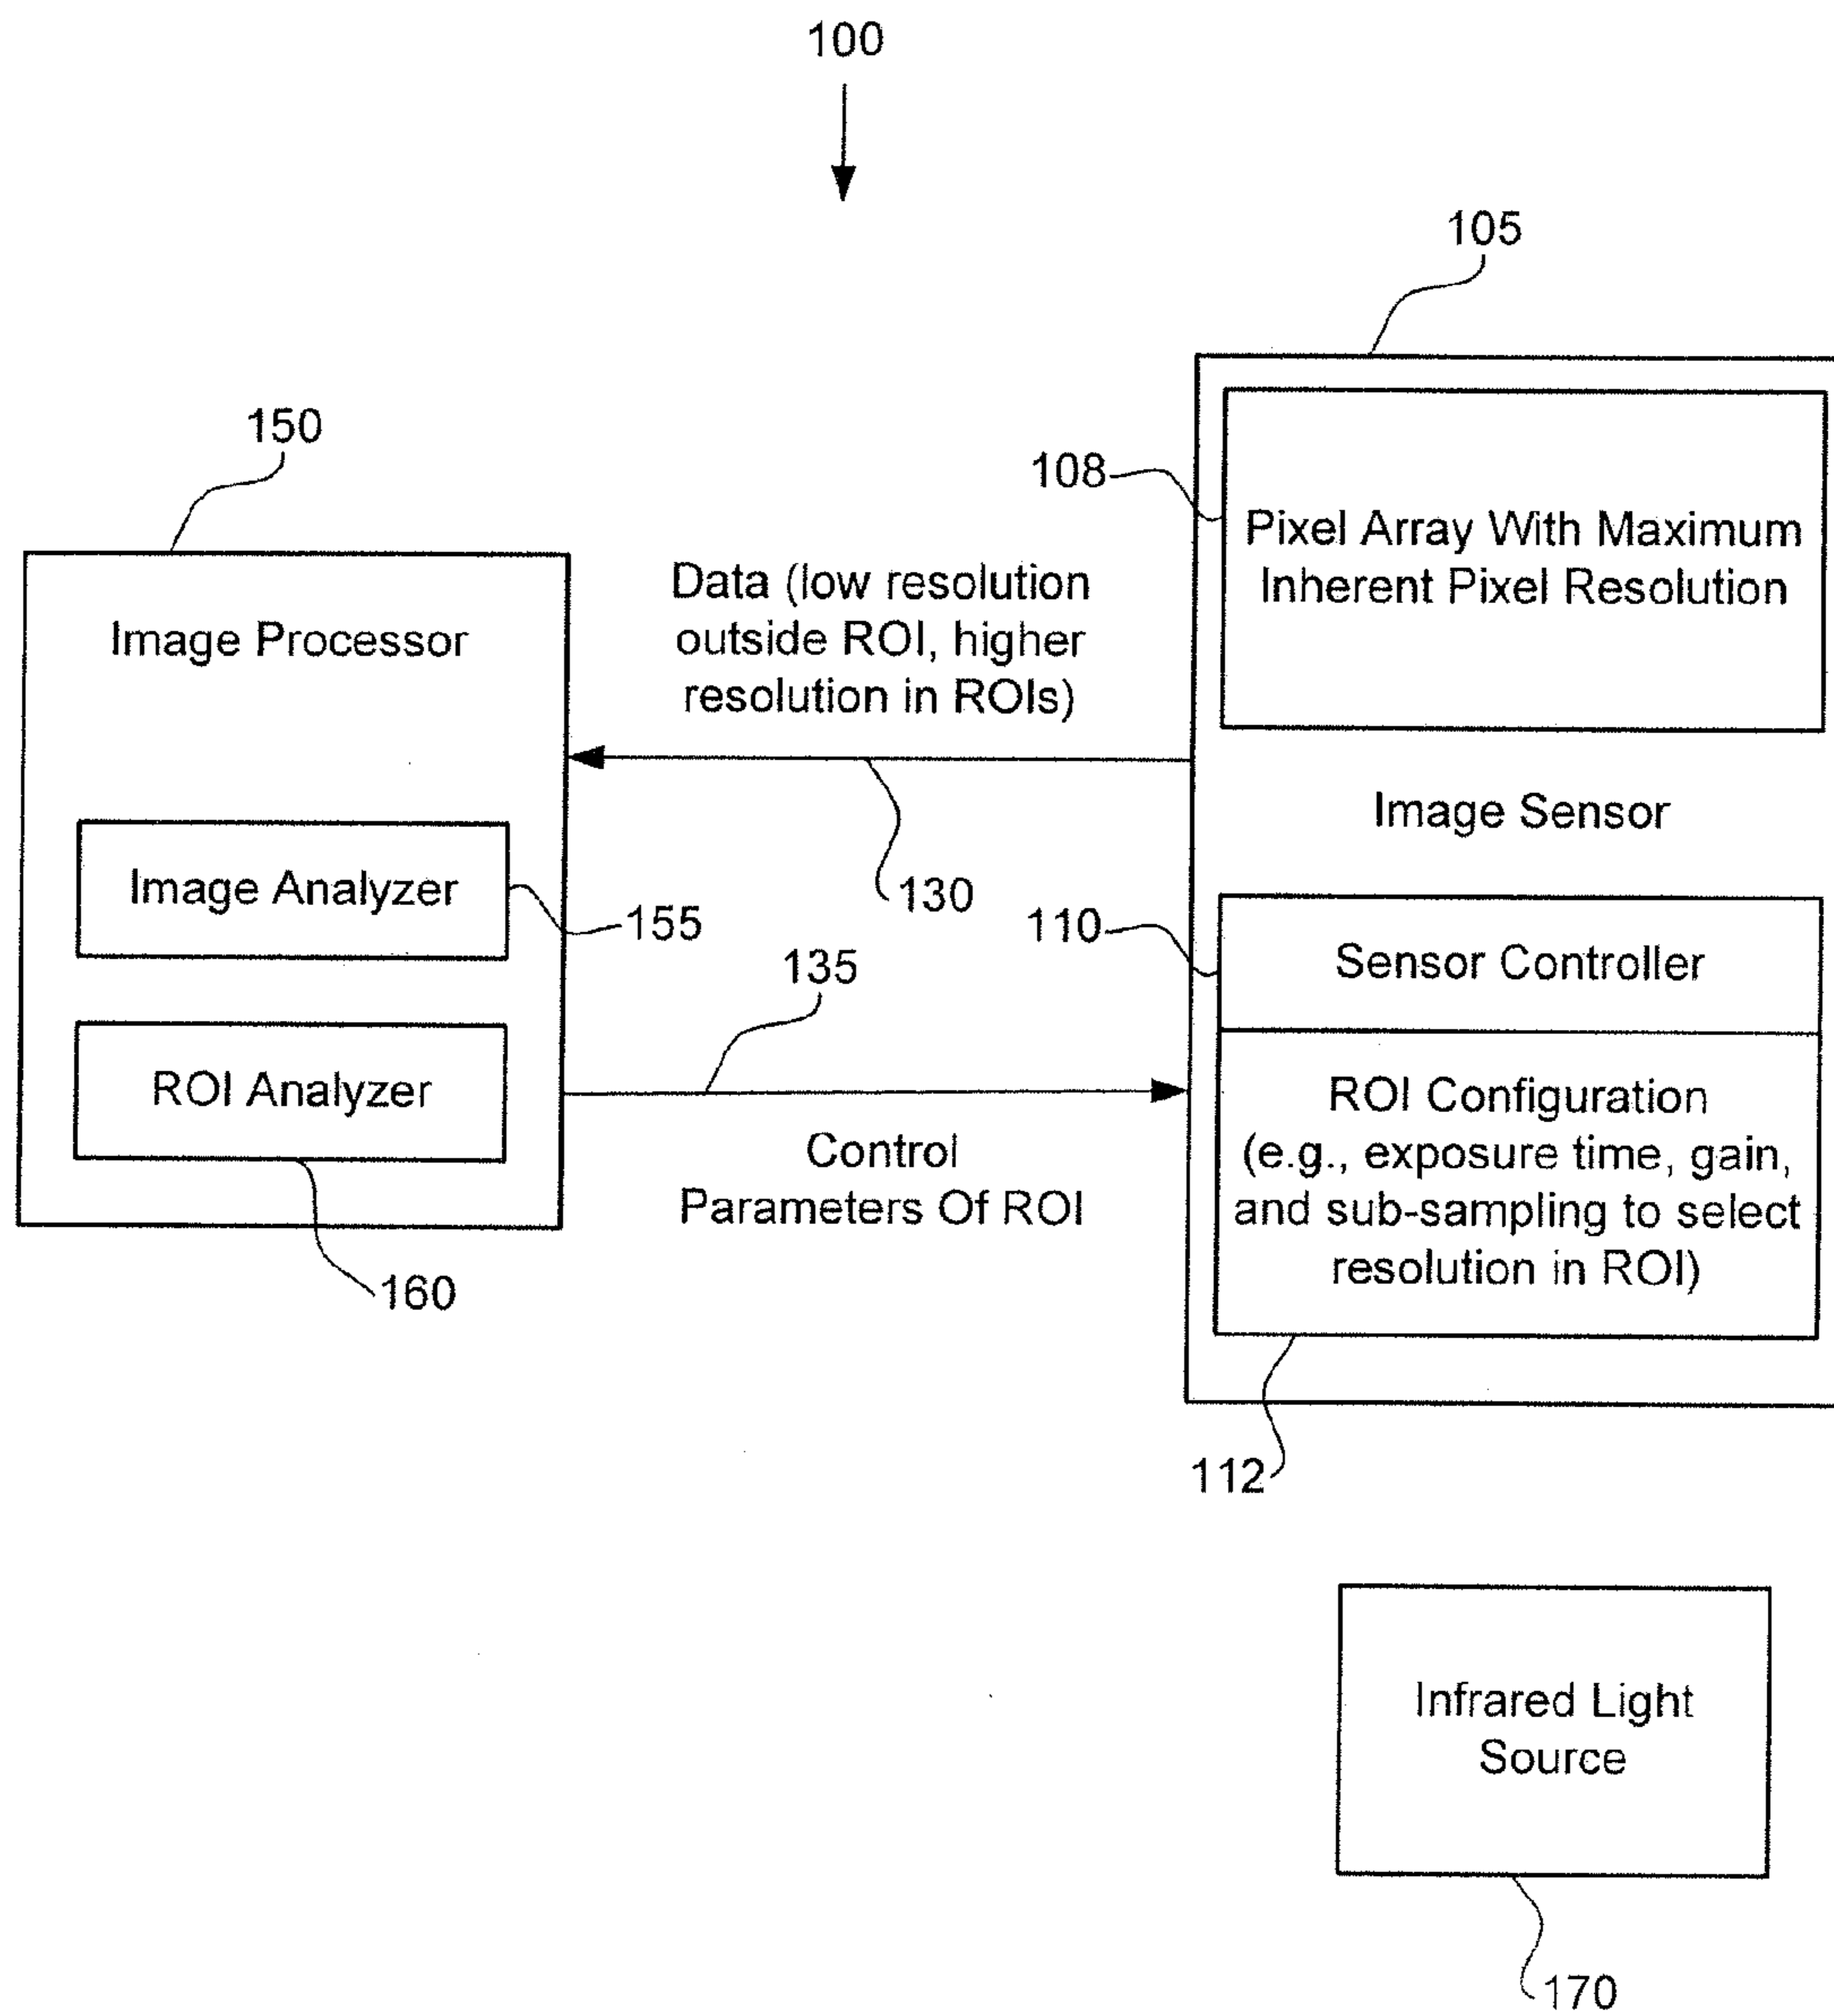 100
105
150
108
Pixel Array With Maximum
Inherent Pixel Resolution
Image Processor
Data (low resolution
outside ROI, higher
resolution in ROIs)
Image Sensor
130
Image Analyzer
155
110
Sensor Controller
135
ROI Analyzer
160
Control
Parameters Of ROI
ROI Configuration
(e.g., exposure time, gain,
and sub-sampling to select
resolution in ROI)
112
Infrared Light
Source
170